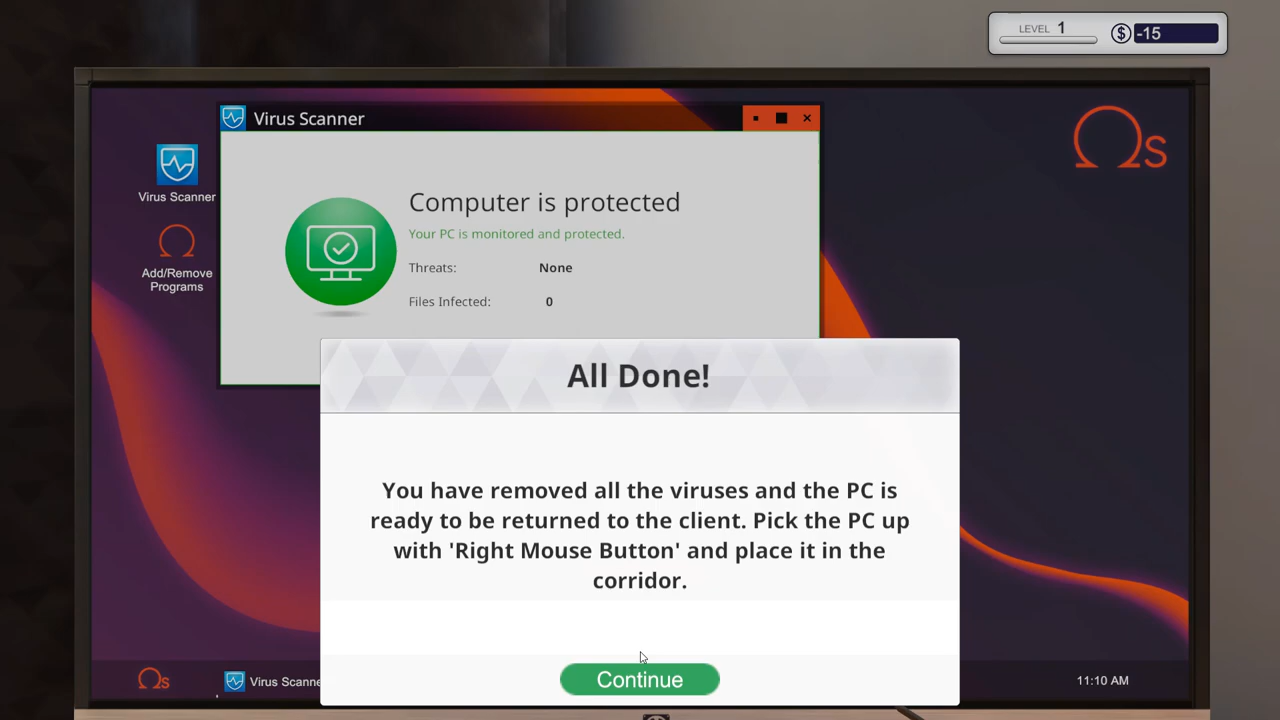 LEVEL 1
$ -15
Virus Scanner
Ωs
Virus Scanner
Add/Remove
Programs
Computer is protected
Your PC is monitored and protected.
Threats: None
Files Infected: 0
All Done!
You have removed all the viruses and the PC is
ready to be returned to the client. Pick the PC up
with 'Right Mouse Button' and place it in the
corridor.
Continue
Ωs
Virus Scanne
11:10 AM